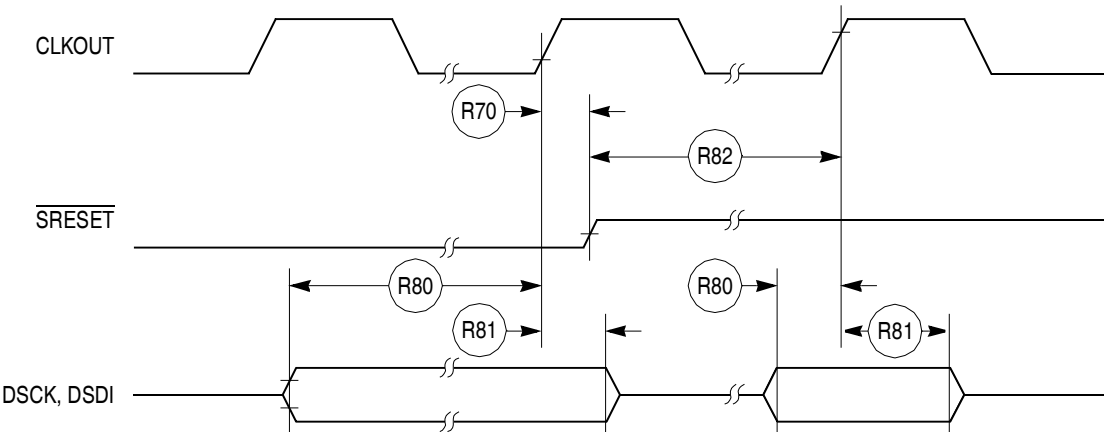 CLKOUT
R70
R82
SRESET
R80
R80
R81
R81
DSCK, DSDI